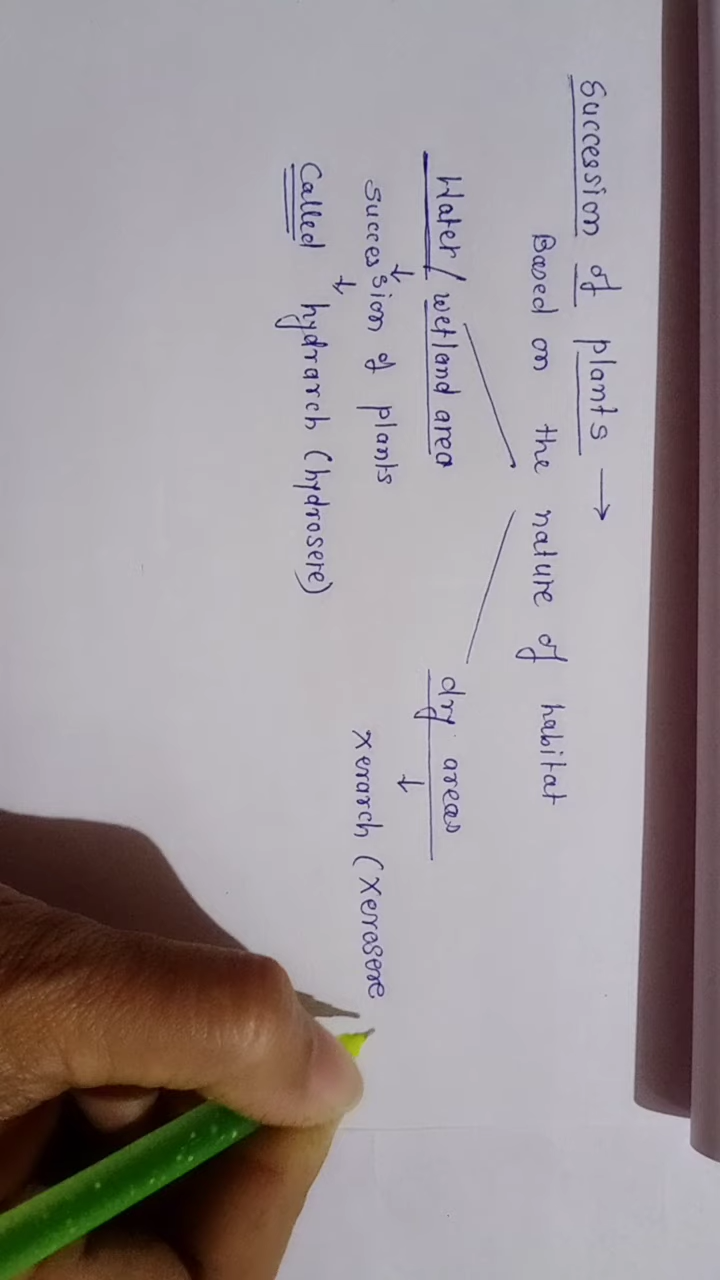 Succession of plants →
Based on the nature of habitat
Water/wetland area
↓
Succession of plants
↓
Called hydrarch (hydrosere)
dry areas
↓
Xerarch (Xerosere